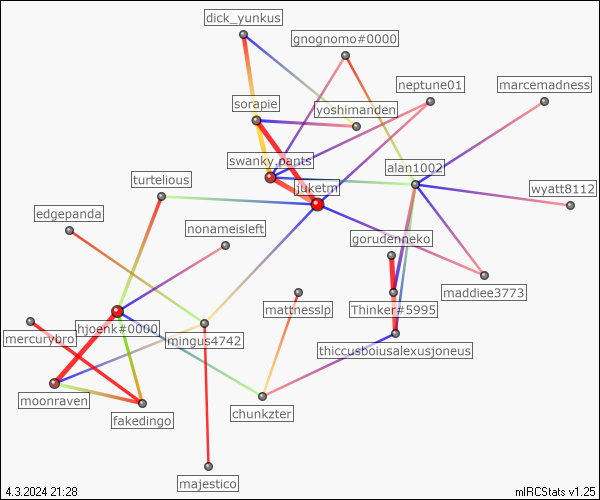 dick_yunkus
gnognomo#0000
neptune01
marcemadness
sorapie
yoshimanden
swanky.pants
alan1002
turtelious
juketm
wyatt8112
edgepanda
nonameisleft
gorudenneko
maddiee3773
mattnesslp
Thinker#5995
hjoenk#0000
mercurybro
mingus4742
thiccusboiusalexusjoneus
moonraven
fakedingo
chunkzter
majestico
4.3.2024 21:28
mIRCStats v1.25